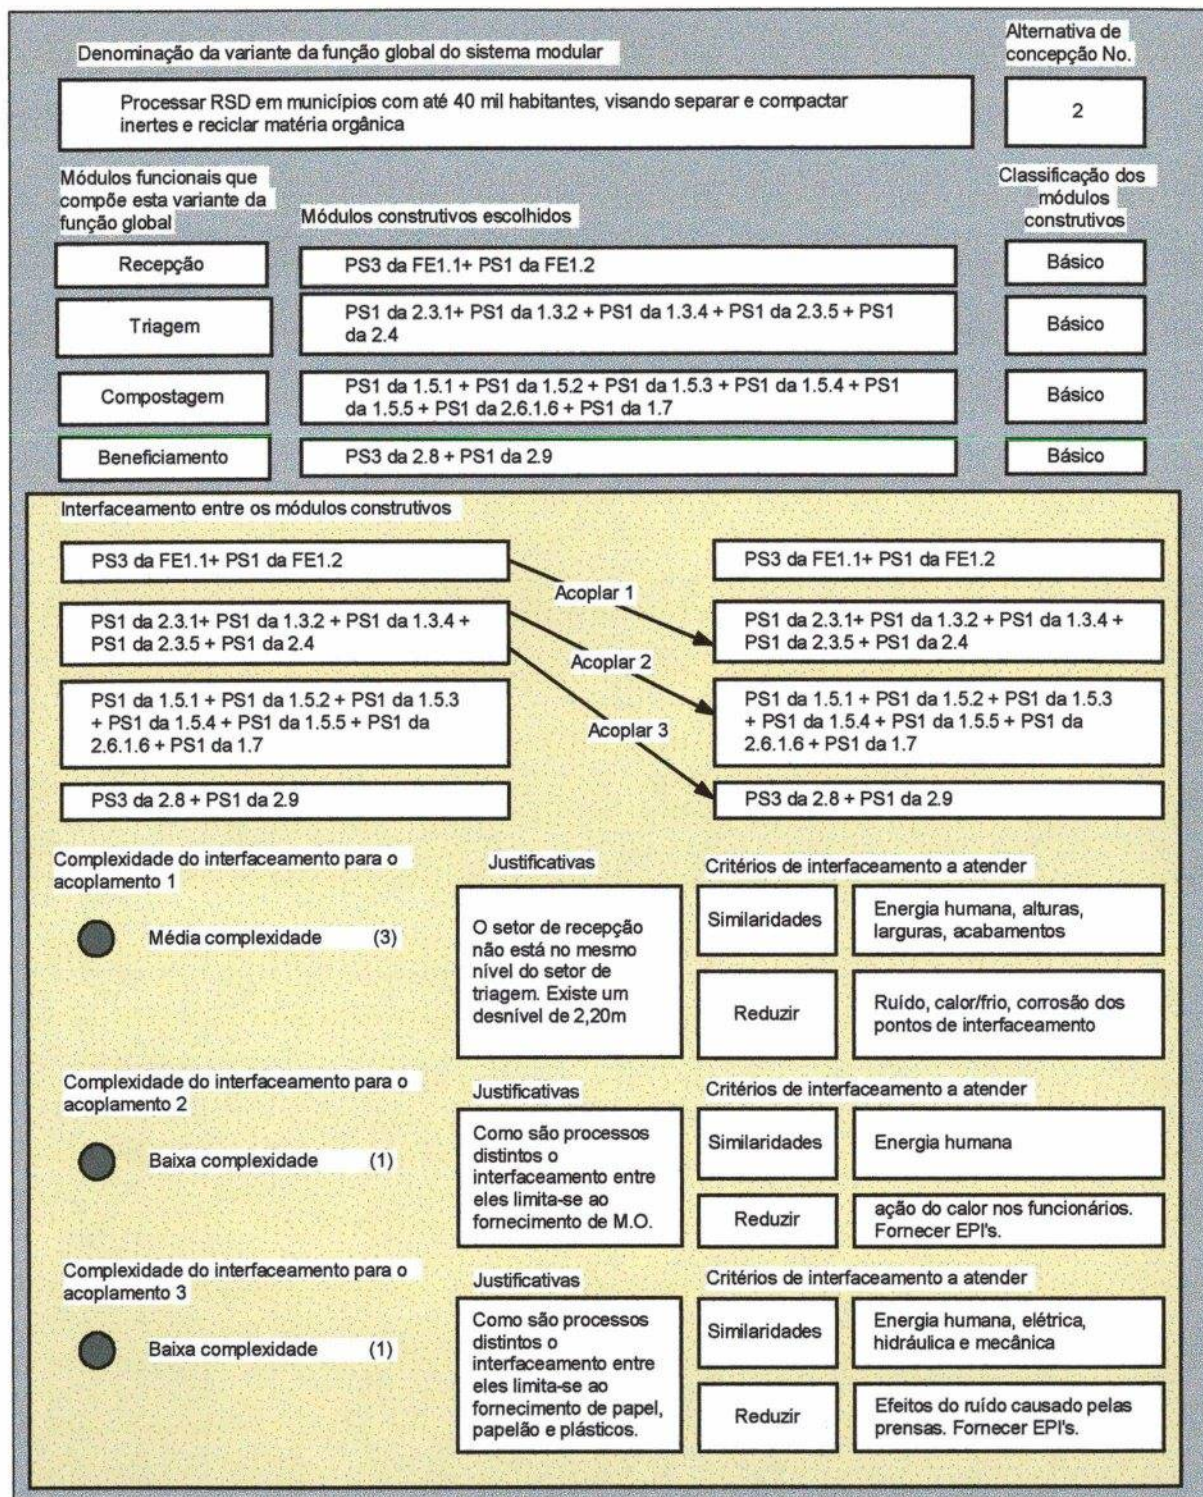 Denominação da variante da função global do sistema modular
Alternativa de
concepção No.
Processar RSD em municípios com até 40 mil habitantes, visando separar e compactar
inertes e reciclar matéria orgânica
2
Módulos funcionais que
compõe esta variante da
função global
Módulos construtivos escolhidos
Classificação dos
módulos
construtivos
Recepção
PS3 da FE1.1+ PS1 da FE1.2
Básico
Triagem
PS1 da 2.3.1+ PS1 da 1.3.2 + PS1 da 1.3.4 + PS1 da 2.3.5 + PS1
da 2.4
Básico
Compostagem
PS1 da 1.5.1 + PS1 da 1.5.2 + PS1 da 1.5.3 + PS1 da 1.5.4 + PS1
da 1.5.5 + PS1 da 2.6.1.6 + PS1 da 1.7
Básico
Beneficiamento
PS3 da 2.8 + PS1 da 2.9
Básico
Interfaceamento entre os módulos construtivos
PS3 da FE1.1+ PS1 da FE1.2
PS1 da 2.3.1+ PS1 da 1.3.2 + PS1 da 1.3.4 +
PS1 da 2.3.5 + PS1 da 2.4
PS1 da 1.5.1 + PS1 da 1.5.2 + PS1 da 1.5.3
+ PS1 da 1.5.4 + PS1 da 1.5.5 + PS1 da
2.6.1.6 + PS1 da 1.7
PS3 da 2.8 + PS1 da 2.9
Acoplar 1
Acoplar 2
Acoplar 3
PS3 da FE1.1+ PS1 da FE1.2
PS1 da 2.3.1+ PS1 da 1.3.2 + PS1 da 1.3.4 +
PS1 da 2.3.5 + PS1 da 2.4
PS1 da 1.5.1 + PS1 da 1.5.2 + PS1 da 1.5.3
+ PS1 da 1.5.4 + PS1 da 1.5.5 + PS1 da
2.6.1.6 + PS1 da 1.7
PS3 da 2.8 + PS1 da 2.9
Complexidade do interfaceamento para o
acoplamento 1
Média complexidade (3)
Justificativas
O setor de recepção
não está no mesmo
nível do setor de
triagem. Existe um
desnível de 2,20m
Critérios de interfaceamento a atender
Similaridades
Energia humana, alturas,
larguras, acabamentos
Reduzir
Ruído, calor/frio, corrosão dos
pontos de interfaceamento
Complexidade do interfaceamento para o
acoplamento 2
Baixa complexidade (1)
Justificativas
Como são processos
distintos o
interfaceamento entre
eles limita-se ao
fornecimento de M.O.
Critérios de interfaceamento a atender
Similaridades
Energia humana
Reduzir
ação do calor nos funcionários.
Fornecer EPI's.
Complexidade do interfaceamento para o
acoplamento 3
Baixa complexidade (1)
Justificativas
Como são processos
distintos o
interfaceamento entre
eles limita-se ao
fornecimento de papel,
papelão e plásticos.
Critérios de interfaceamento a atender
Similaridades
Energia humana, elétrica,
hidráulica e mecânica
Reduzir
Efeitos do ruído causado pelas
prensas. Fornecer EPI's.